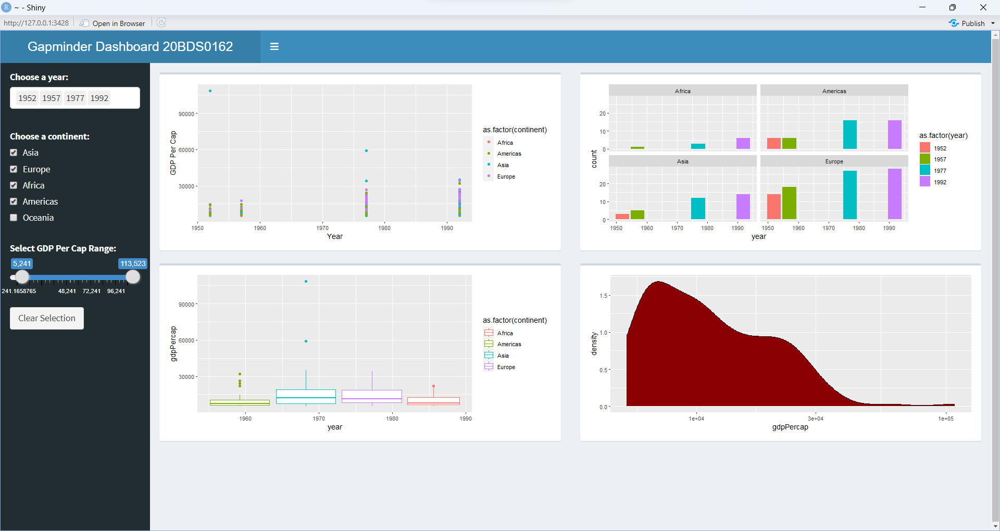 ~ - Shiny
http://127.0.0.1:3428 Open in Browser Publish
Gapminder Dashboard 20BDS0162
Choose a year:
1952 1957 1977 1992
Choose a continent:
Asia
Europe
Africa
Americas
Oceania
Select GDP Per Cap Range:
5,241 113,523
241.1658765 48,241 72,241 96,241
Clear Selection
GDP Per Cap
90000
60000
30000
1950 1960 1970 1980 1990
Year
as.factor(continent)
Africa
Americas
Asia
Europe
count
Africa Americas
20
10
0
Asia Europe
20
10
0
1950 1960 1970 1980 1990 1950 1960 1970 1980 1990
year
as.factor(year)
1952
1957
1977
1992
gdpPercap
90000
60000
30000
1960 1970 1980 1990
year
as.factor(continent)
Africa
Americas
Asia
Europe
density
1.5
1.0
0.5
0.0
1e+04 3e+04 1e+05
gdpPercap